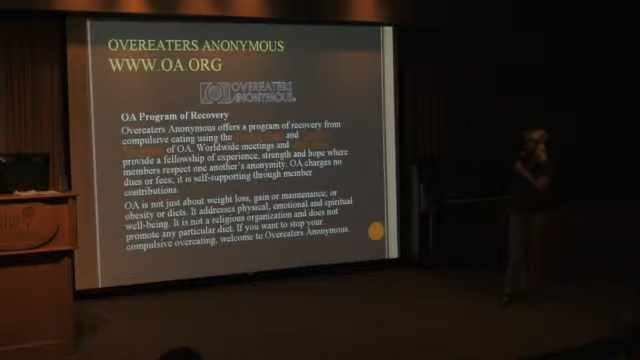 OVEREATERS ANONYMOUS
WWW.OA.ORG
OVEREATERS
ANONYMOUS
OA Program of Recovery
Overeaters Anonymous offers a program of recovery from
compulsive eating using the
and
of OA. Worldwide meetings and
provide a fellowship of experience, strength and hope where
members respect one another's anonymity. OA charges no
dues or fees; it is self-supporting through member
contributions.
OA is not just about weight loss, gain or maintenance; or
obesity or diets. It addresses physical, emotional and spiritual
well-being. It is not a religious organization and does not
promote any particular diet. If you want to stop your
compulsive overeating, welcome to Overeaters Anonymous.